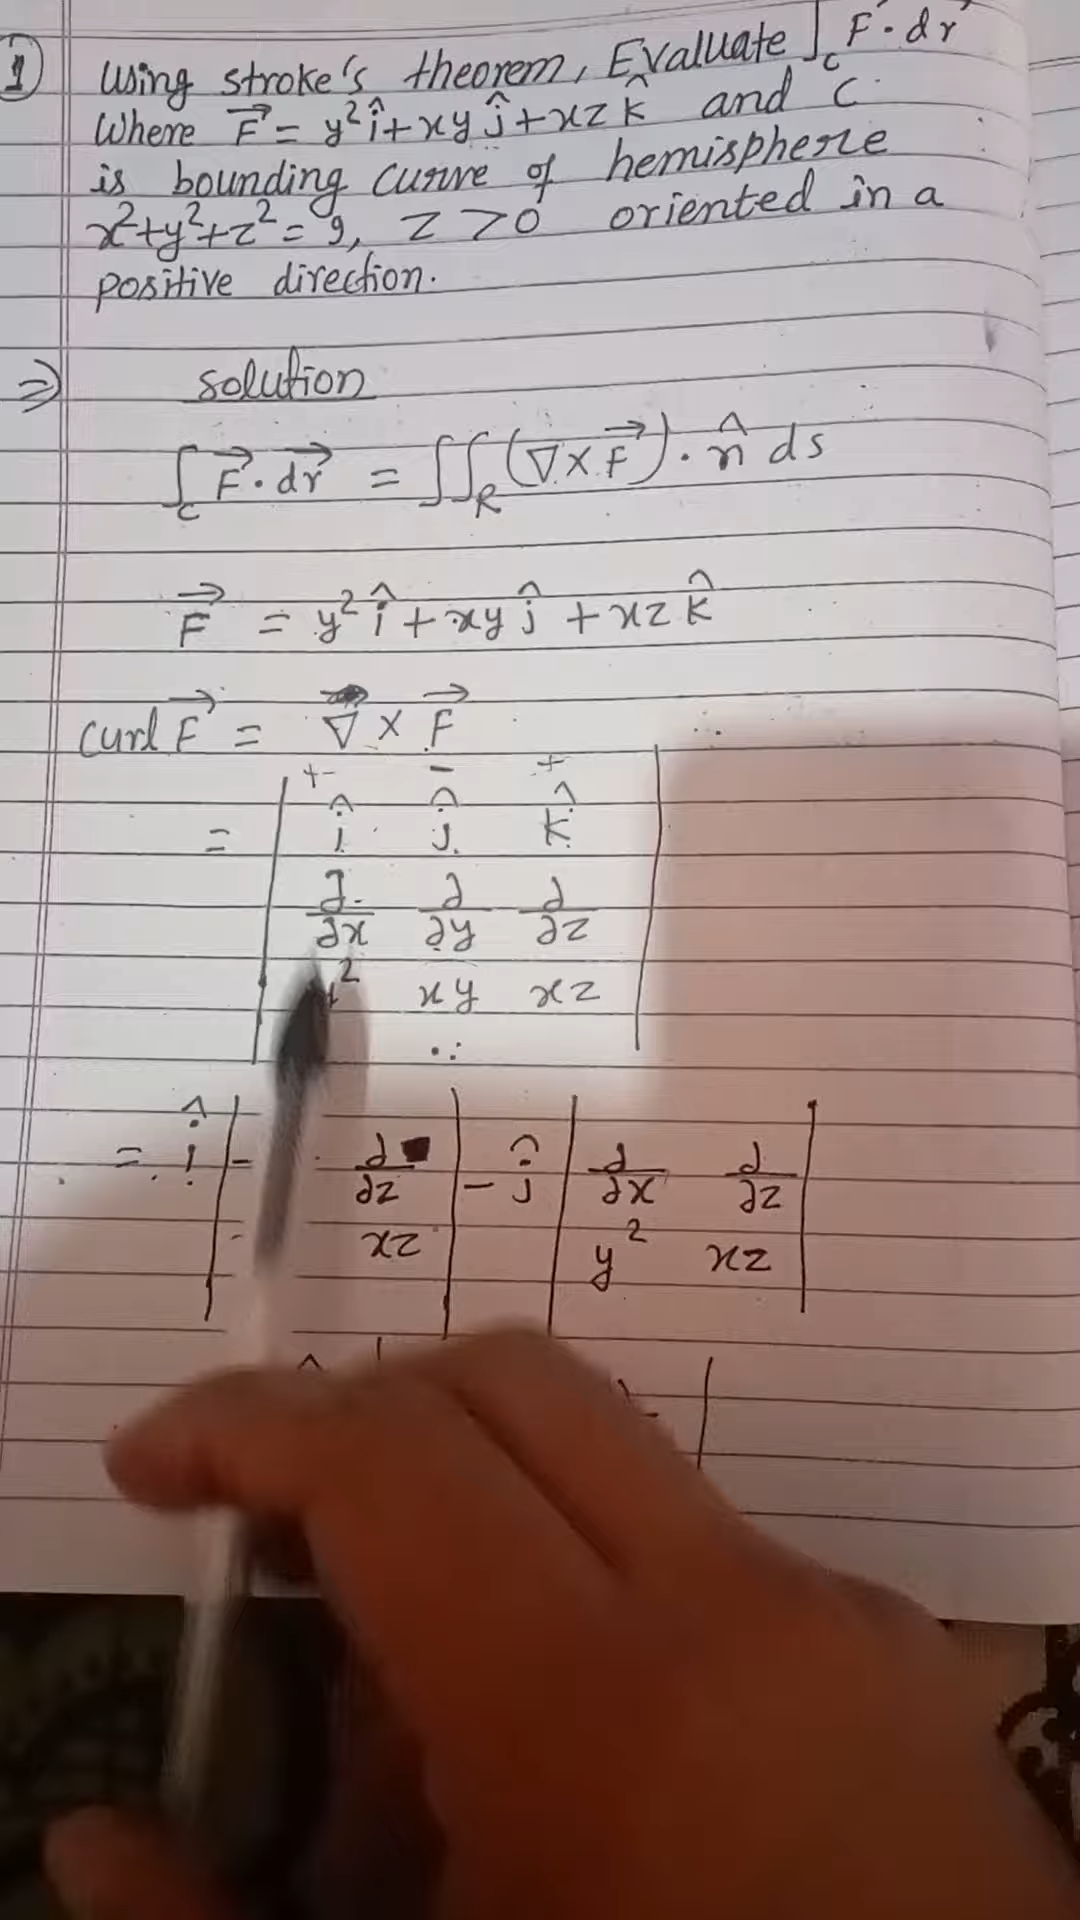 1 Using stroke's theorem, Evaluate ∫_C F⃗·dr⃗
Where F⃗ = y² î + xy ĵ + xz k̂ and C
is bounding curve of hemisphere
x²+y²+z² = 9, z > 0 oriented in a
positive direction.
⇒ solution
∫_C F⃗·dr⃗ = ∬_R (∇×F⃗)·n̂ ds
F⃗ = y² î + xy ĵ + xz k̂
curl F⃗ = ∇ × F⃗
+ - +
= | î ĵ k̂ |
| ∂/∂x ∂/∂y ∂/∂z |
| y² xy xz |
= î | ∂/∂z | - ĵ | ∂/∂x ∂/∂z |
| xz | | y² xz |